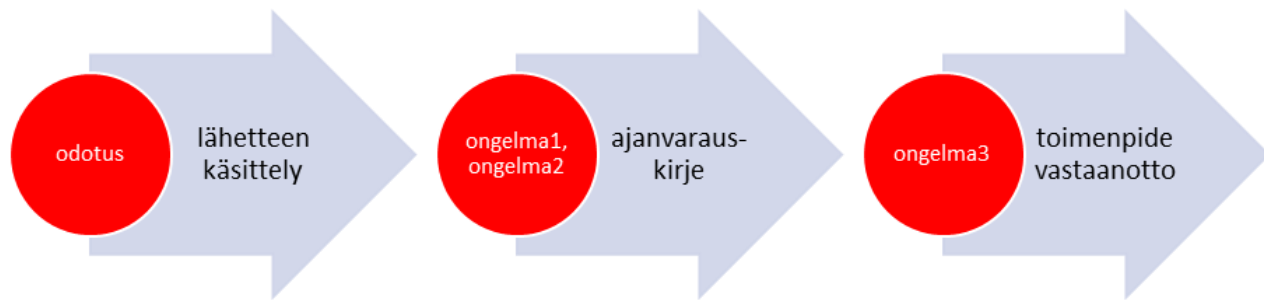 odotus
lähetteen
käsittely
ongelma1,
ongelma2
ajanvaraus-
kirje
ongelma3
toimenpide
vastaanotto